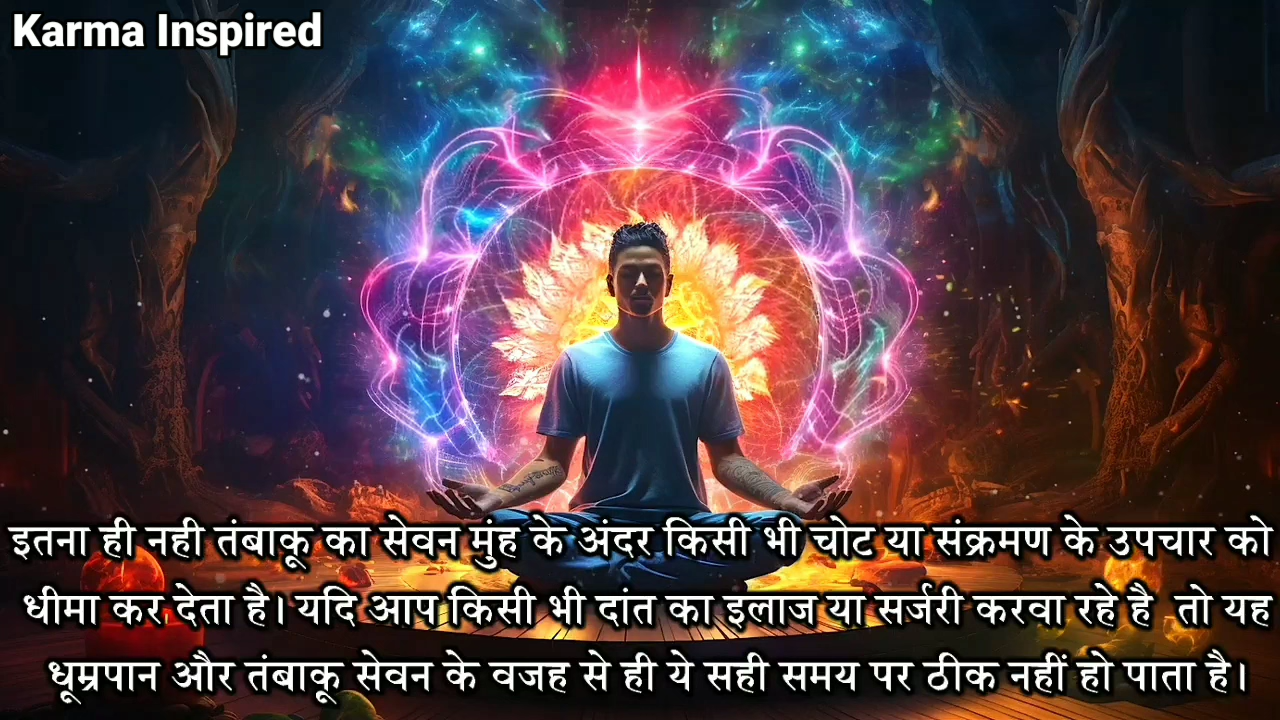 Karma Inspired
इतना ही नही तंबाकू का सेवन मुंह के अंदर किसी भी चोट या संक्रमण के उपचार को
धीमा कर देता है। यदि आप किसी भी दांत का इलाज या सर्जरी करवा रहे है तो यह
धूम्रपान और तंबाकू सेवन के वजह से ही ये सही समय पर ठीक नहीं हो पाता है।